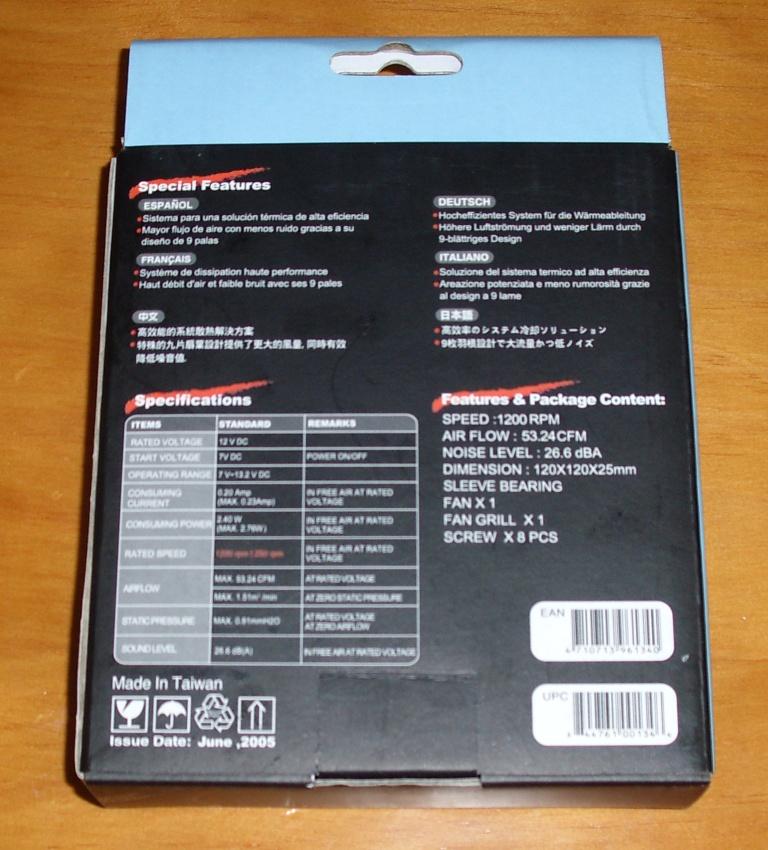 Special Features
ESPAÑOL
Sistema para una solución térmica de alta eficiencia
Mayor flujo de aire con menos ruido gracias a su
diseño de 9 palas
FRANÇAIS
Système de dissipation haute performance
Haut débit d'air et faible bruit avec ses 9 pales
中文
高效能的系統散熱解決方案
特殊的九片扇葉設計提供了更大的風量, 同時有效
降低噪音值.
DEUTSCH
Hocheffizientes System für die Wärmeableitung
Höhere Luftströmung und weniger Lärm durch
9-blättriges Design
ITALIANO
Soluzione del sistema termico ad alta efficienza
Areazione potenziata e meno rumorosità grazie
al design a 9 lame
日本語
高效率のシステム冷却ソリューション
9枚羽根設計で大流量かつ低ノイズ
Specifications
ITEMS STANDARD REMARKS
RATED VOLTAGE 12 V DC
START VOLTAGE 7V DC POWER ON/OFF
OPERATING RANGE 7 V~13.2 V DC
CONSUMING CURRENT 0.20 Amp (MAX. 0.23Amp) IN FREE AIR AT RATED VOLTAGE
CONSUMING POWER 2.40 W (MAX. 2.76W) IN FREE AIR AT RATED VOLTAGE
RATED SPEED IN FREE AIR AT RATED VOLTAGE
AIRFLOW MAX. 53.24 CFM AT RATED VOLTAGE
MAX. 1.51m³ /min AT ZERO STATIC PRESSURE
STATIC PRESSURE MAX. AT RATED VOLTAGE AT ZERO AIRFLOW
SOUND LEVEL 26.6 dB(A) IN FREE AIR AT RATED VOLTAGE
Features & Package Content:
SPEED :1200 RPM
AIR FLOW : 53.24CFM
NOISE LEVEL : 26.6 dBA
DIMENSION : 120X120X25mm
SLEEVE BEARING
FAN X 1
FAN GRILL X 1
SCREW X 8 PCS
EAN
4 710713 961340
UPC
Made In Taiwan
Issue Date: June ,2005